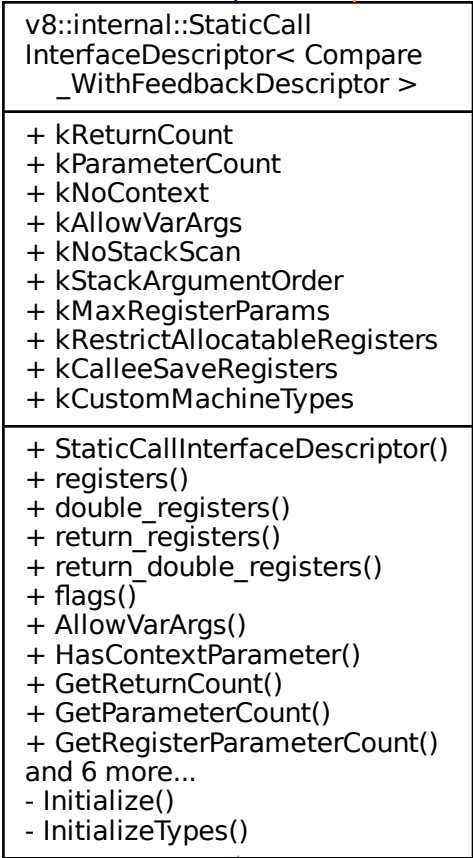 v8::internal::StaticCall
InterfaceDescriptor< Compare
_WithFeedbackDescriptor >
+ kReturnCount
+ kParameterCount
+ kNoContext
+ kAllowVarArgs
+ kNoStackScan
+ kStackArgumentOrder
+ kMaxRegisterParams
+ kRestrictAllocatableRegisters
+ kCalleeSaveRegisters
+ kCustomMachineTypes
+ StaticCallInterfaceDescriptor()
+ registers()
+ double_registers()
+ return_registers()
+ return_double_registers()
+ flags()
+ AllowVarArgs()
+ HasContextParameter()
+ GetReturnCount()
+ GetParameterCount()
+ GetRegisterParameterCount()
and 6 more...
- Initialize()
- InitializeTypes()